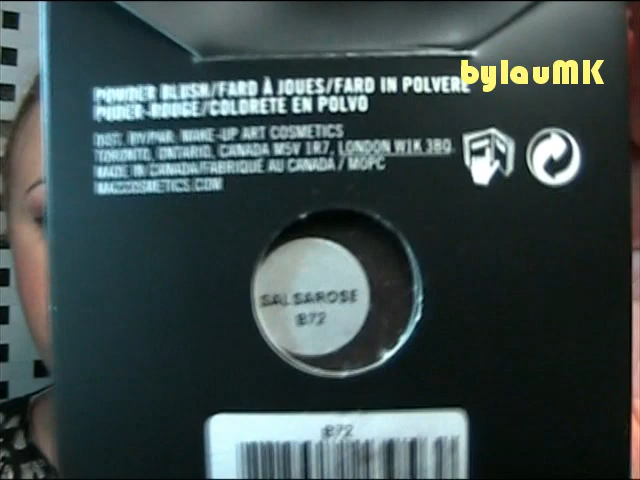 bylauMK
POWDER BLUSH/FARD À JOUES/FARD IN POLVERE
PUDER-ROUGE/COLORETE EN POLVO
DIST. BY/PAR. MAKE-UP ART COSMETICS
TORONTO, ONTARIO, CANADA M5V 1R7, LONDON W1K 3BQ.
MADE IN CANADA/FABRIQUÉ AU CANADA / MOPC
MACCOSMETICS.COM
SALSAROSE
B72
B72